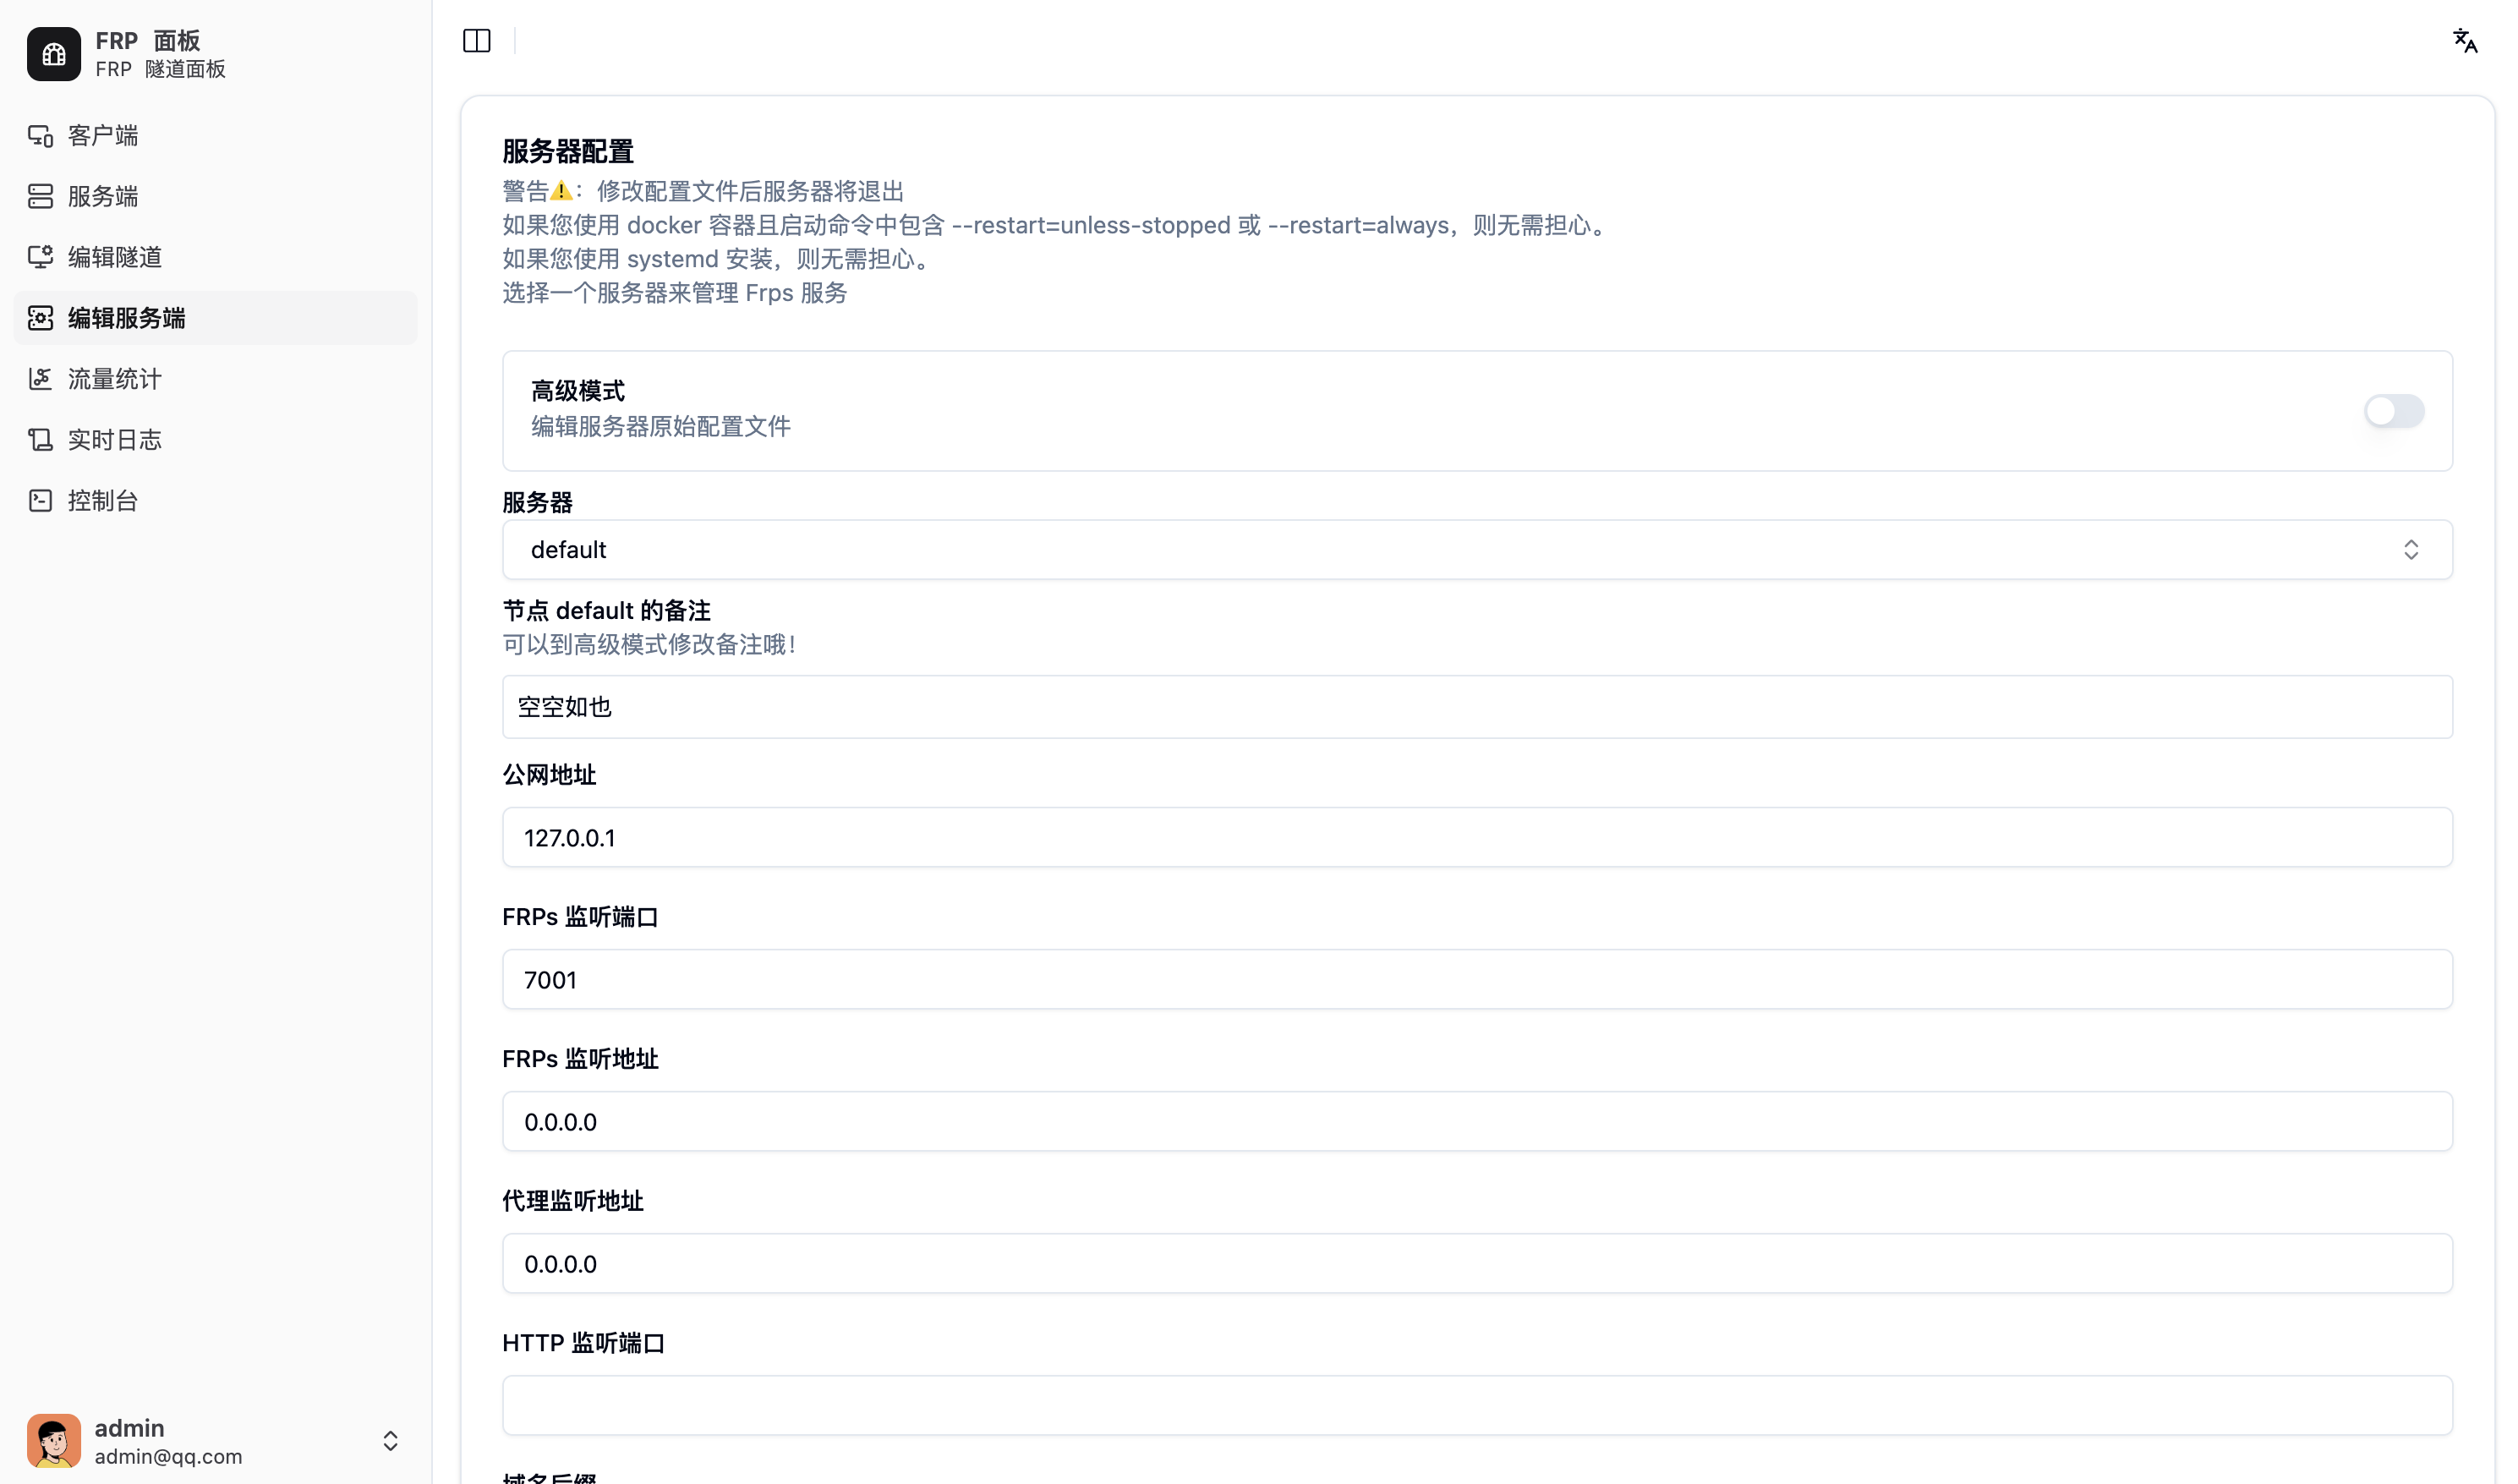 FRP 面板
FRP 隧道面板
客户端
服务端
编辑隧道
编辑服务端
流量统计
实时日志
控制台
admin
admin@qq.com
服务器配置
警告⚠️：修改配置文件后服务器将退出
如果您使用 docker 容器且启动命令中包含 --restart=unless-stopped 或 --restart=always，则无需担心。
如果您使用 systemd 安装，则无需担心。
选择一个服务器来管理 Frps 服务
高级模式
编辑服务器原始配置文件
服务器
default
节点 default 的备注
可以到高级模式修改备注哦！
空空如也
公网地址
127.0.0.1
FRPs 监听端口
7001
FRPs 监听地址
0.0.0.0
代理监听地址
0.0.0.0
HTTP 监听端口
域名后缀